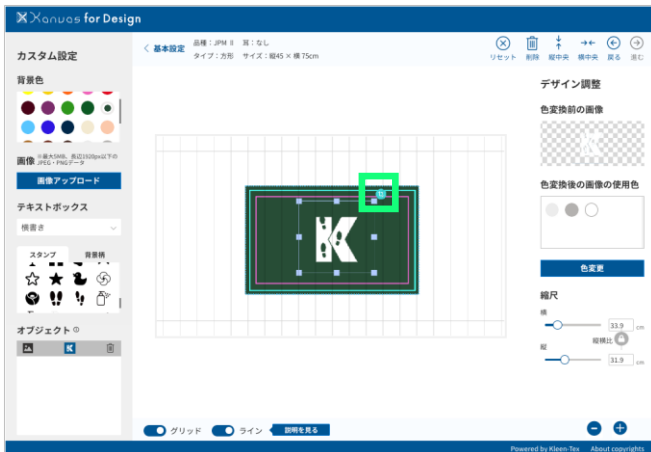 Xanvas for Design
カスタム設定
背景色
画像
※最大5MB、長辺1920px以下の
JPEG・PNGデータ
画像アップロード
テキストボックス
横書き
スタンプ
背景柄
オブジェクト
K
基本設定
品種：JPM II 耳：なし
タイプ：方形 サイズ：縦45 × 横75cm
リセット
削除
縦中央
横中央
戻る
進む
K
グリッド
ライン
説明を見る
デザイン調整
色変換前の画像
K
色変換後の画像の使用色
色変更
縮尺
横
33.9 cm
縦横比
縦
31.9 cm
Powered by Kleen-Tex About copyrights